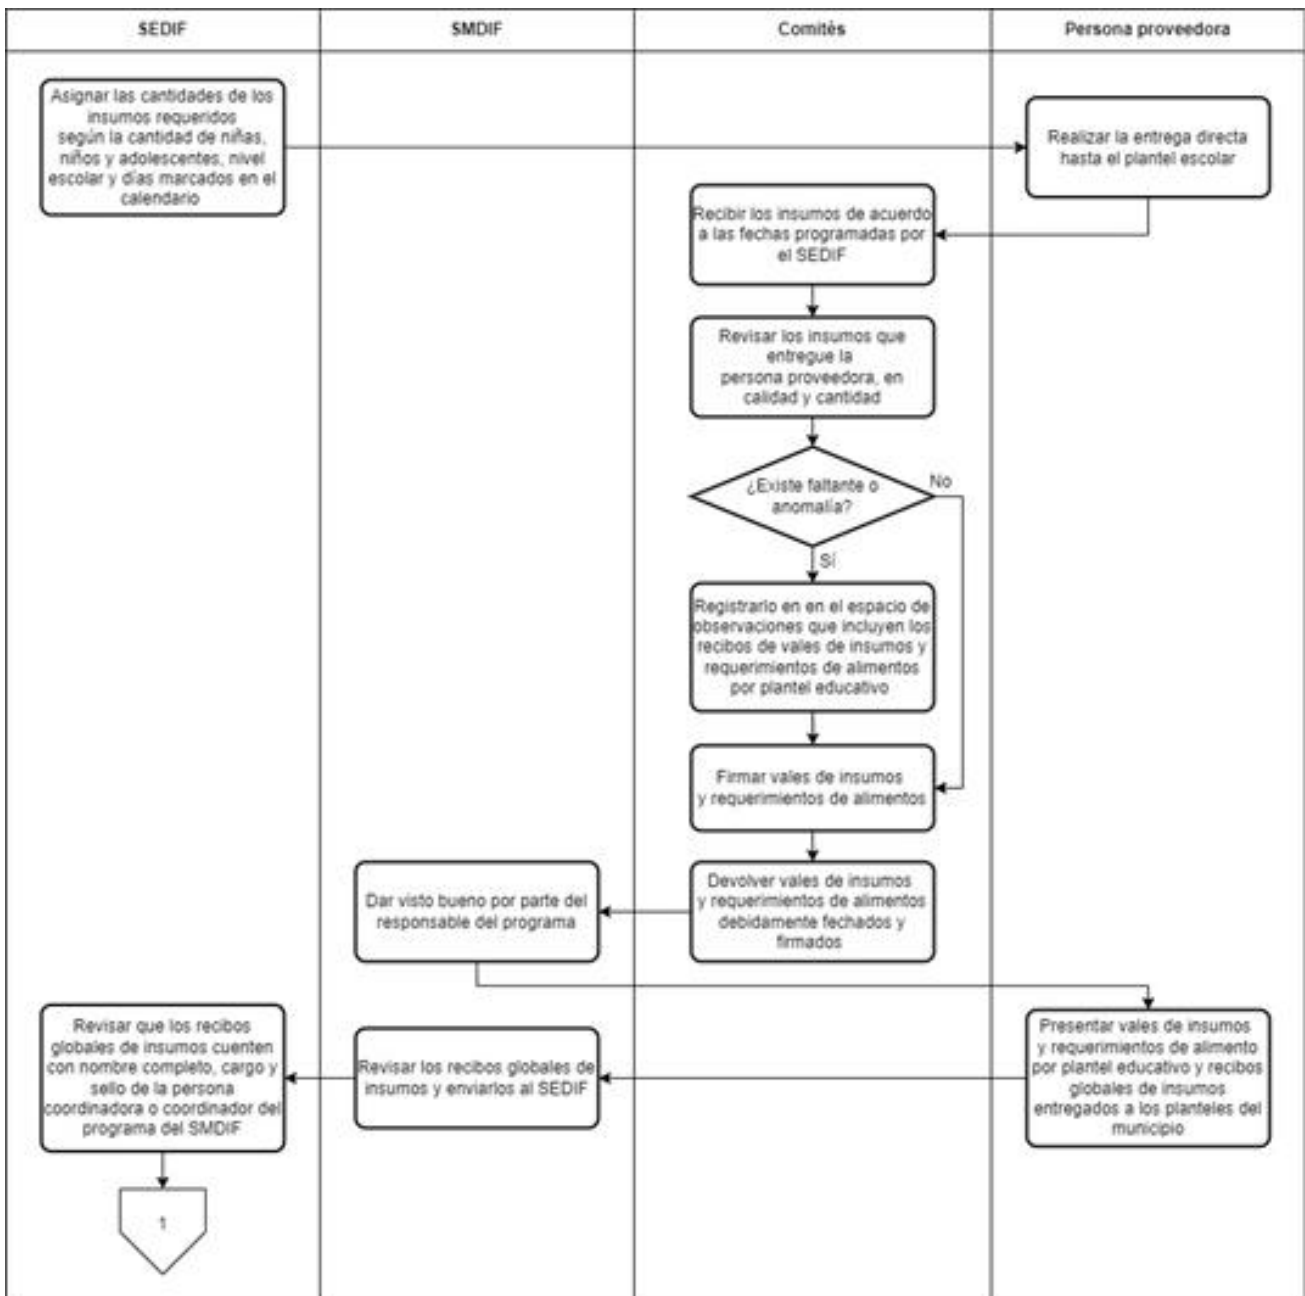 SEDIF
SMDIF
Comités
Persona proveedora
Asignar las cantidades de los
insumos requeridos
según la cantidad de niñas,
niños y adolescentes, nivel
escolar y días marcados en el
calendario
Realizar la entrega directa
hasta el plantel escolar
Recibir los insumos de acuerdo
a las fechas programadas por
el SEDIF
Revisar los insumos que
entregue la
persona proveedora, en
calidad y cantidad
¿Existe faltante o
anomalía?
No
Sí
Registrarlo en en el espacio de
observaciones que incluyen los
recibos de vales de insumos y
requerimientos de alimentos
por plantel educativo
Firmar vales de insumos
y requerimientos de alimentos
Devolver vales de insumos
y requerimientos de alimentos
debidamente fechados y
firmados
Dar visto bueno por parte del
responsable del programa
Presentar vales de insumos
y requerimientos de alimento
por plantel educativo y recibos
globales de insumos
entregados a los planteles del
municipio
Revisar los recibos globales de
insumos y enviarlos al SEDIF
Revisar que los recibos
globales de insumos cuenten
con nombre completo, cargo y
sello de la persona
coordinadora o coordinador del
programa del SMDIF
1